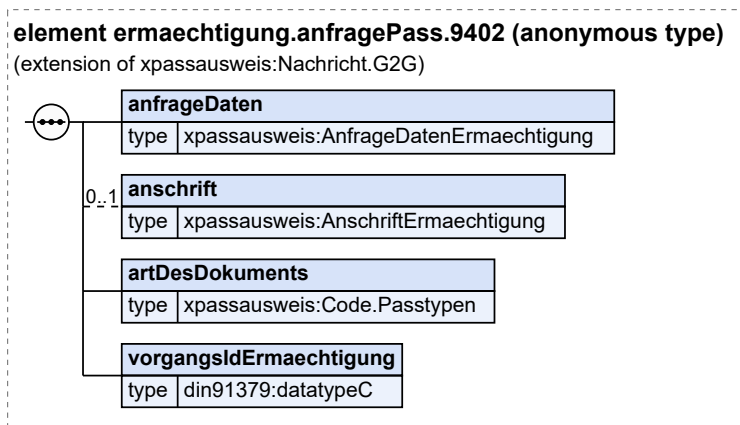 element ermaechtigung.anfragePass.9402 (anonymous type)
(extension of xpassausweis:Nachricht.G2G)
anfrageDaten
type xpassausweis:AnfrageDatenErmaechtigung
0..1
anschrift
type xpassausweis:AnschriftErmaechtigung
artDesDokuments
type xpassausweis:Code.Passtypen
vorgangsIdErmaechtigung
type din91379:datatypeC